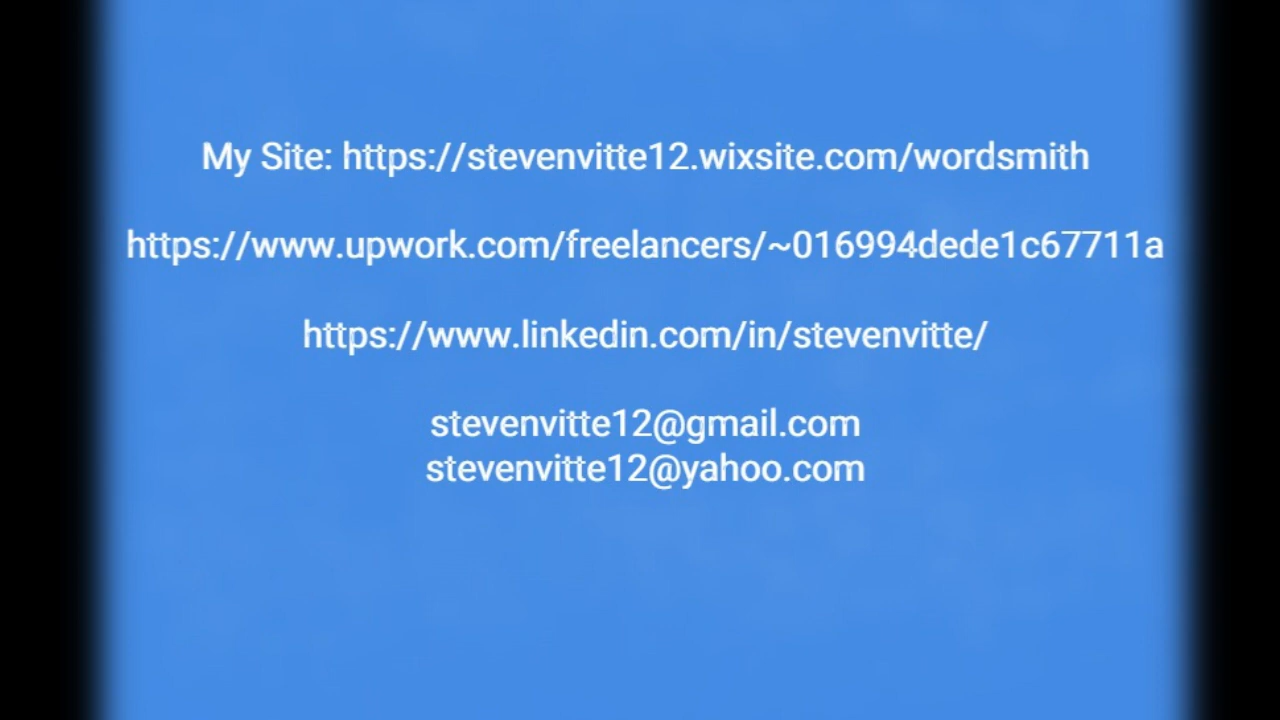 My Site: https://stevenvitte12.wixsite.com/wordsmith
https://www.upwork.com/freelancers/~016994dede1c67711a
https://www.linkedin.com/in/stevenvitte/
stevenvitte12@gmail.com
stevenvitte12@yahoo.com